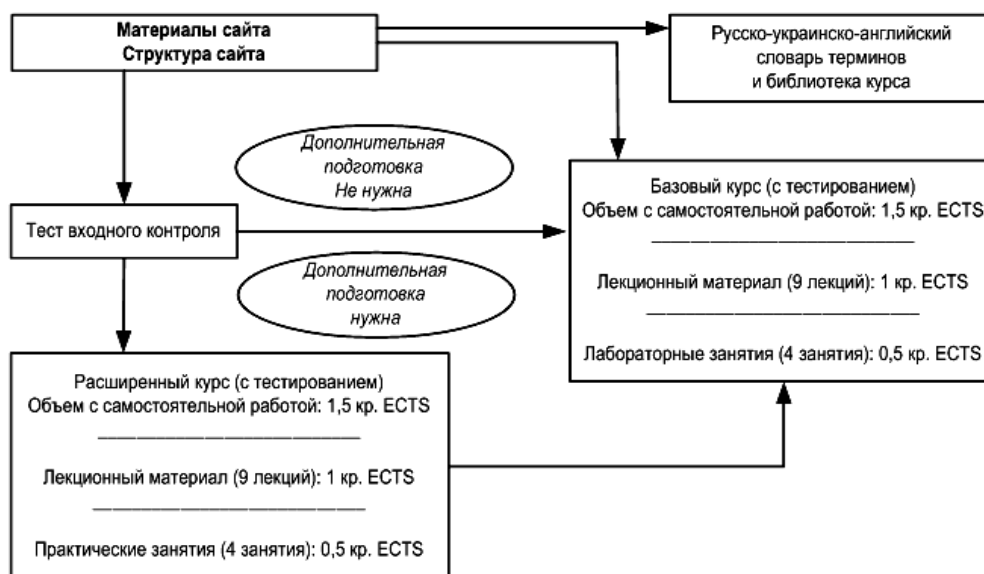 Материалы сайта
Структура сайта
Русско-украинско-английский
словарь терминов
и библиотека курса
Дополнительная
подготовка
Не нужна
Тест входного контроля
Дополнительная
подготовка
нужна
Базовый курс (с тестированием)
Объем с самостоятельной работой: 1,5 кр. ECTS
Лекционный материал (9 лекций): 1 кр. ECTS
Лабораторные занятия (4 занятия): 0,5 кр. ECTS
Расширенный курс (с тестированием)
Объем с самостоятельной работой: 1,5 кр. ECTS
Лекционный материал (9 лекций): 1 кр. ECTS
Практические занятия (4 занятия): 0,5 кр. ECTS